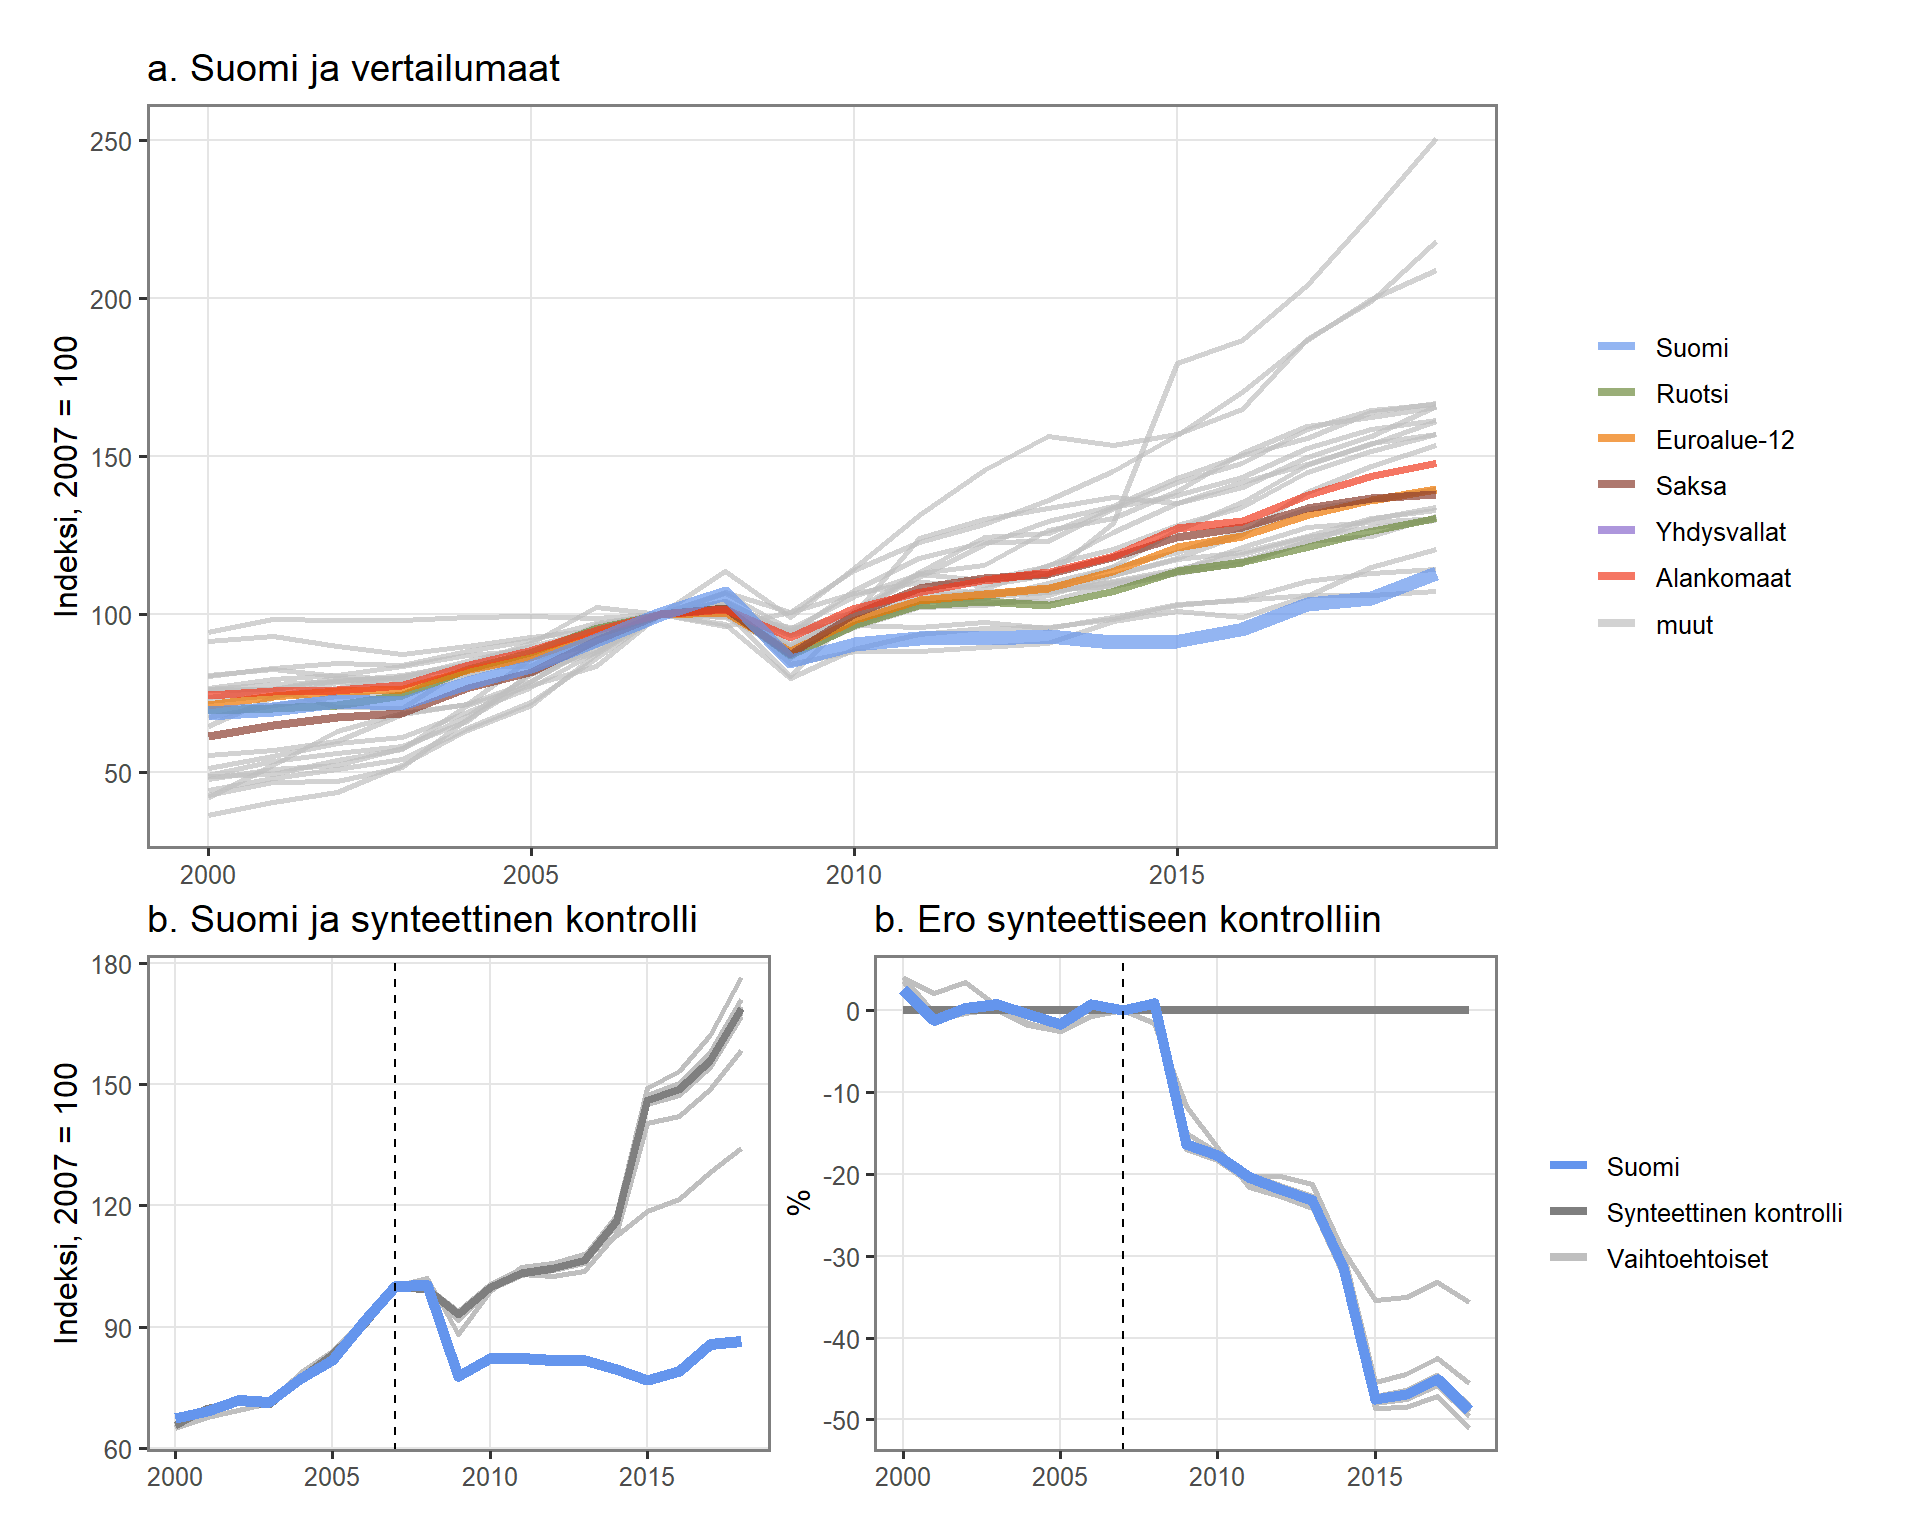 a. Suomi ja vertailumaat
Indeksi, 2007 = 100
250
200
150
100
50
2000
2005
2010
2015
Suomi
Ruotsi
Euroalue-12
Saksa
Yhdysvallat
Alankomaat
muut
b. Suomi ja synteettinen kontrolli
Indeksi, 2007 = 100
180
150
120
90
60
2000
2005
2010
2015
b. Ero synteettiseen kontrolliin
%
0
-10
-20
-30
-40
-50
2000
2005
2010
2015
Suomi
Synteettinen kontrolli
Vaihtoehtoiset